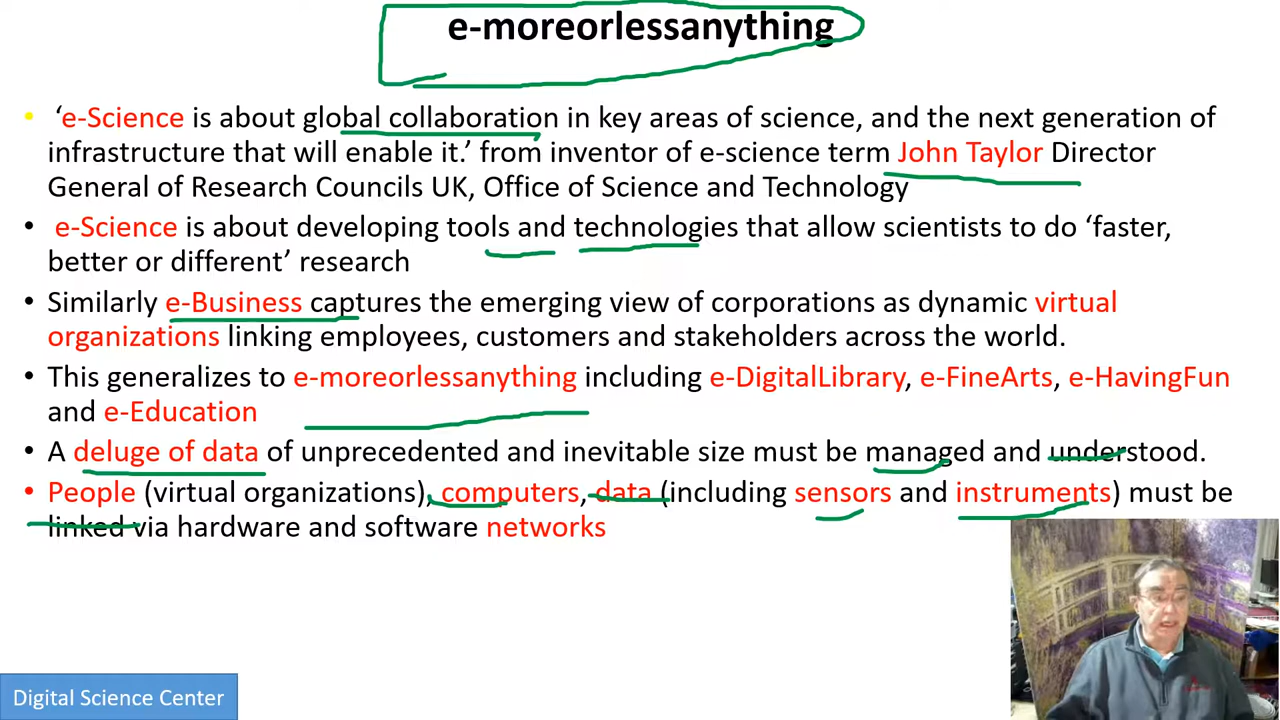 e-moreorlessanything
• ‘e-Science is about global collaboration in key areas of science, and the next generation of
infrastructure that will enable it.’ from inventor of e-science term John Taylor Director
General of Research Councils UK, Office of Science and Technology
• e-Science is about developing tools and technologies that allow scientists to do ‘faster,
better or different’ research
• Similarly e-Business captures the emerging view of corporations as dynamic virtual
organizations linking employees, customers and stakeholders across the world.
• This generalizes to e-moreorlessanything including e-DigitalLibrary, e-FineArts, e-HavingFun
and e-Education
• A deluge of data of unprecedented and inevitable size must be managed and understood.
• People (virtual organizations), computers, data (including sensors and instruments) must be
linked via hardware and software networks
Digital Science Center